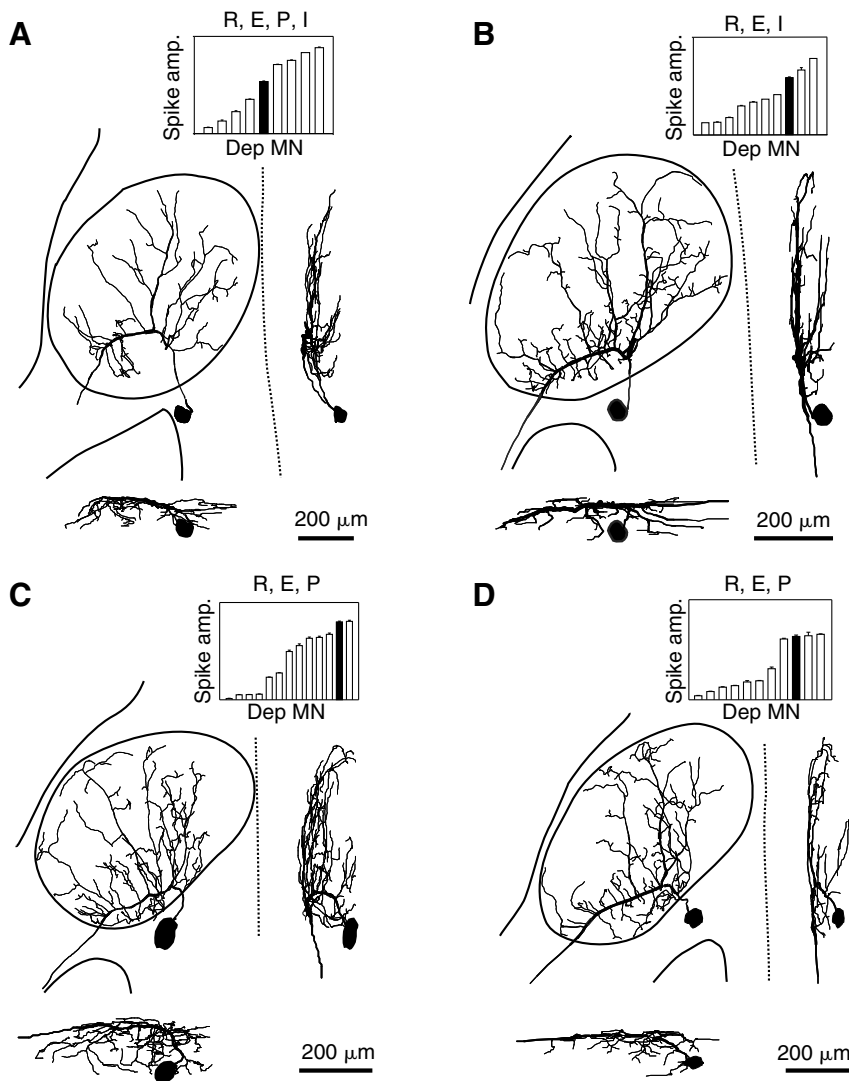 A
R, E, P, I
Spike amp.
Dep MN
200 μm
B
R, E, I
Spike amp.
Dep MN
200 μm
C
R, E, P
Spike amp.
Dep MN
200 μm
D
R, E, P
Spike amp.
Dep MN
200 μm